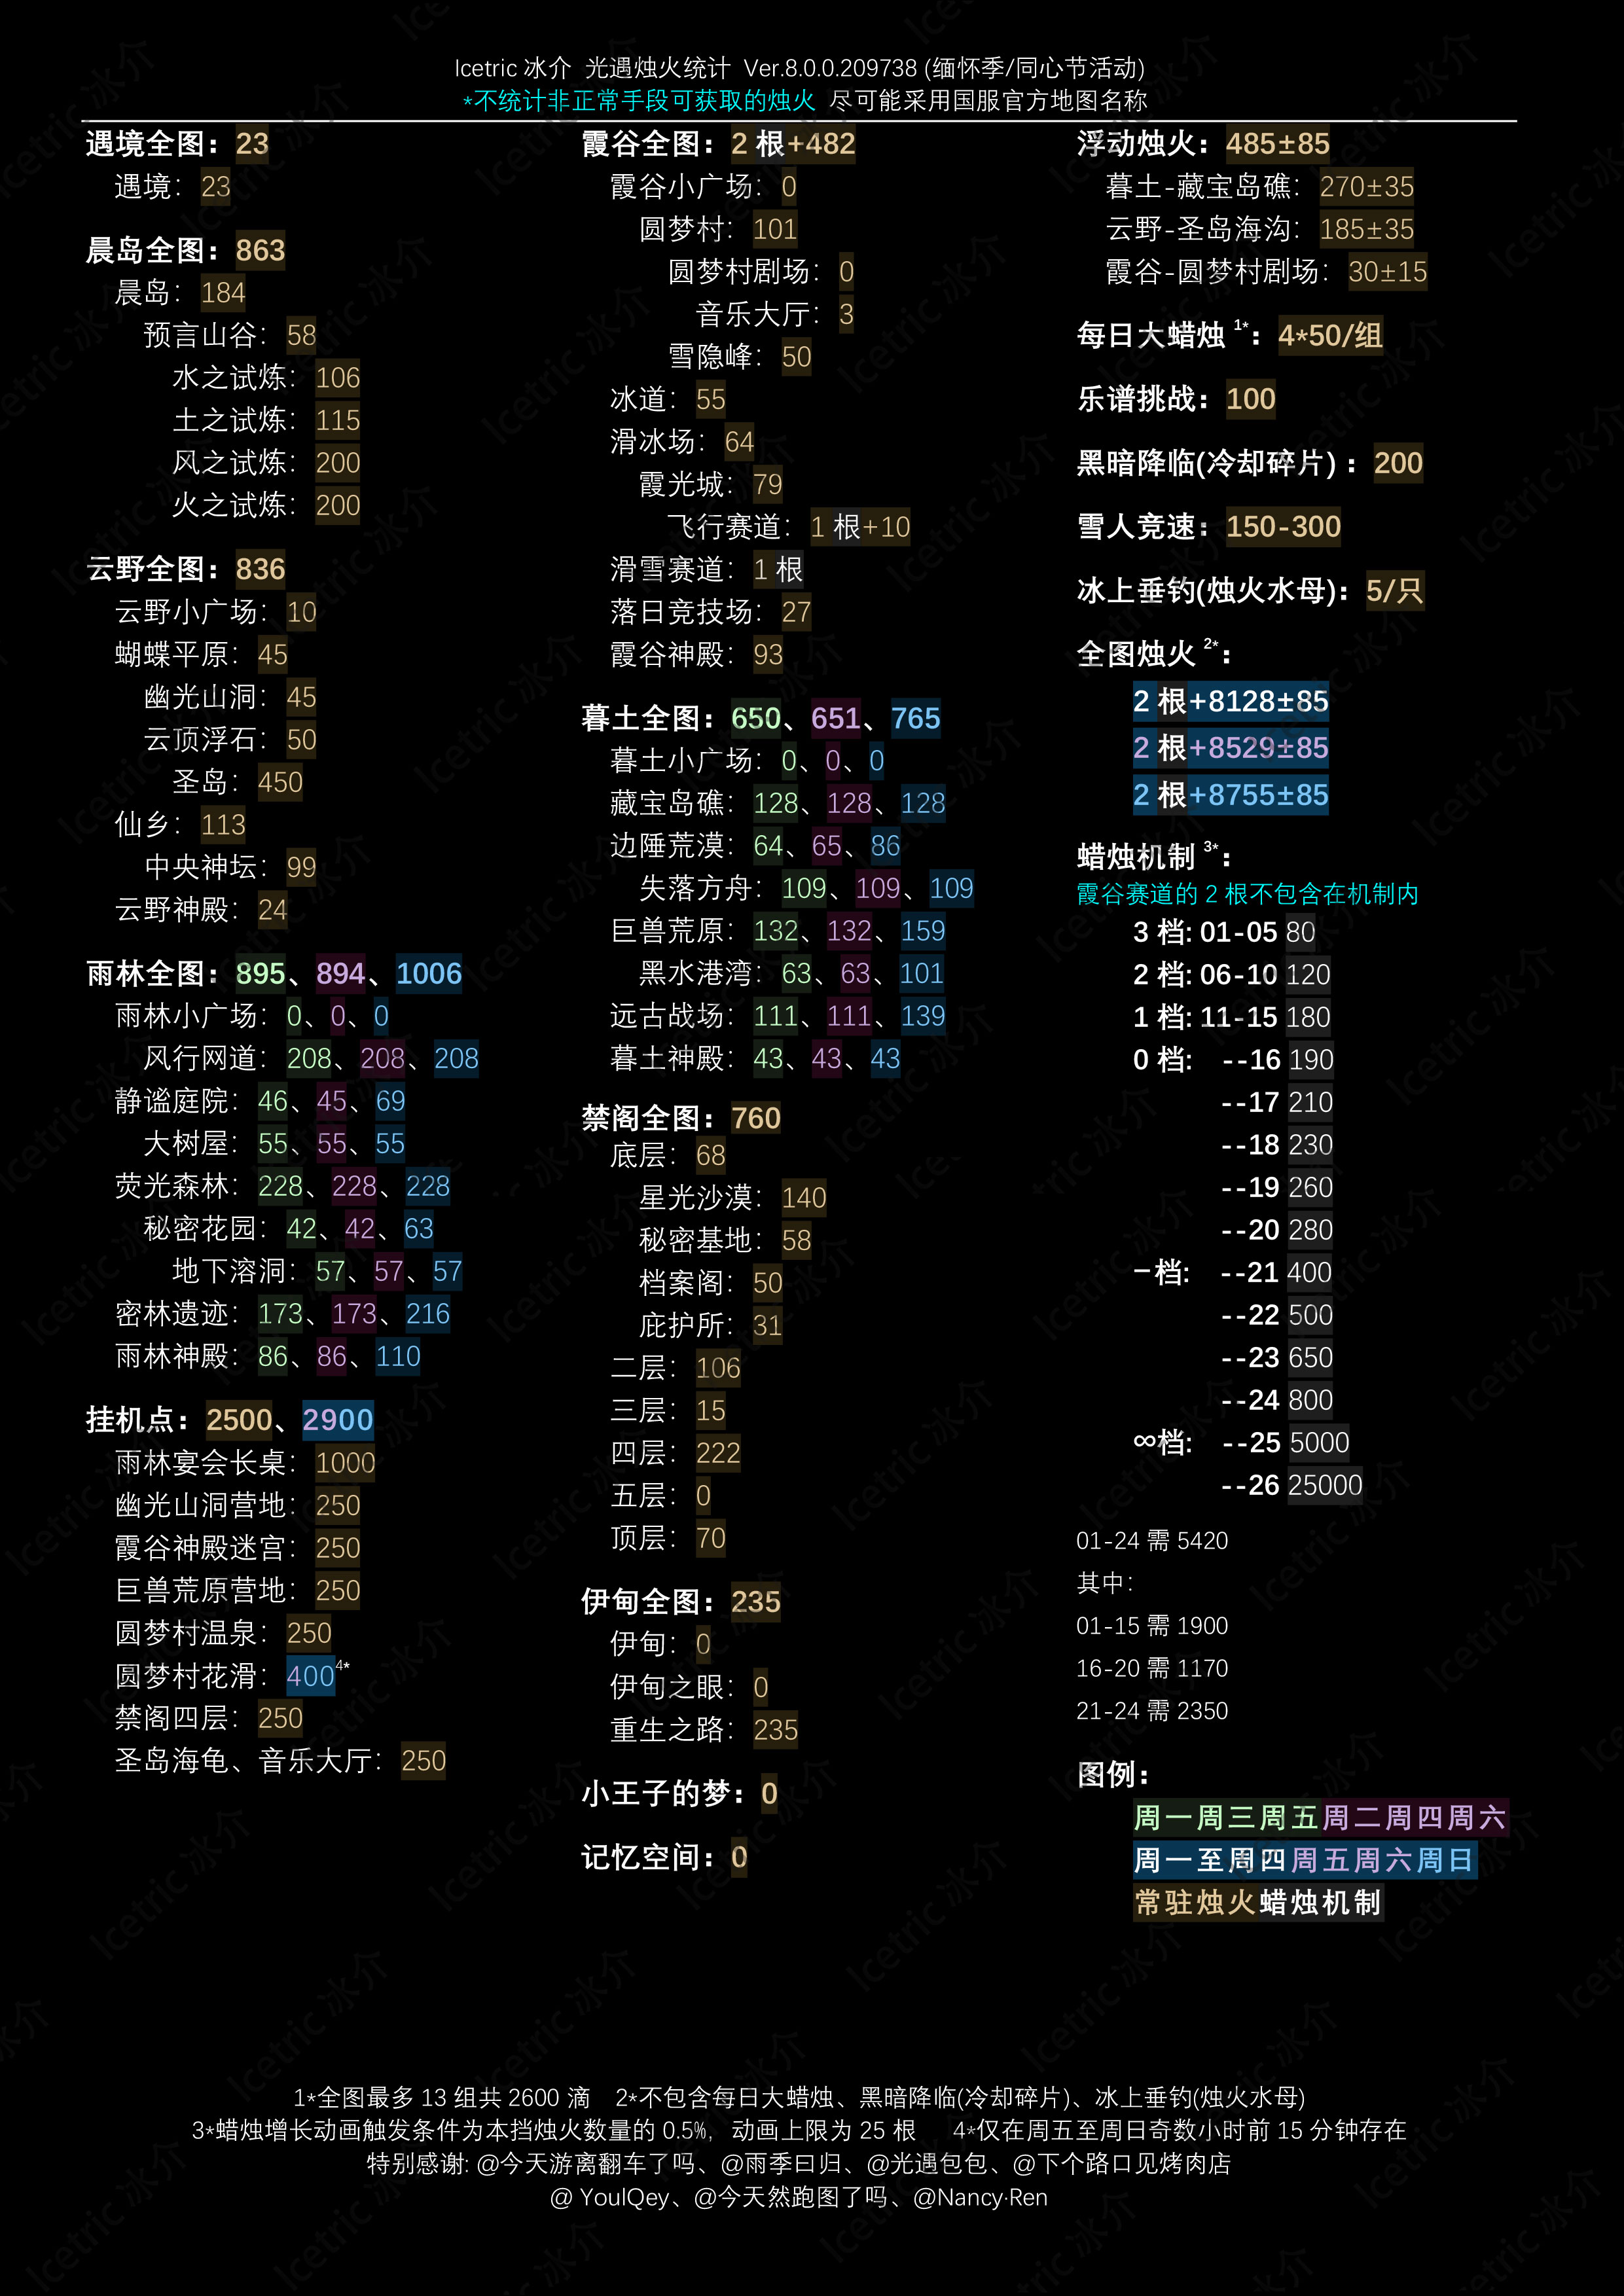 Icetric 冰介 光遇烛火统计 Ver.8.0.0.209738 (缅怀季/同心节活动)
*不统计非正常手段可获取的烛火 尽可能采用国服官方地图名称
遇境全图：23
遇境：23
晨岛全图：863
晨岛：184
预言山谷：58
水之试炼：106
土之试炼：115
风之试炼：200
火之试炼：200
云野全图：836
云野小广场：10
蝴蝶平原：45
幽光山洞：45
云顶浮石：50
圣岛：450
仙乡：113
中央神坛：99
云野神殿：24
雨林全图：895、894、1006
雨林小广场：0、0、0
风行网道：208、208、208
静谧庭院：46、45、69
大树屋：55、55、55
荧光森林：228、228、228
秘密花园：42、42、63
地下溶洞：57、57、57
密林遗迹：173、173、216
雨林神殿：86、86、110
挂机点：2500、2900
雨林宴会长桌：1000
幽光山洞营地：250
霞谷神殿迷宫：250
巨兽荒原营地：250
圆梦村温泉：250
圆梦村花滑：400 4*
禁阁四层：250
圣岛海龟、音乐大厅：250
霞谷全图：2 根+482
霞谷小广场：0
圆梦村：101
圆梦村剧场：0
音乐大厅：3
雪隐峰：50
冰道：55
滑冰场：64
霞光城：79
飞行赛道：1 根+10
滑雪赛道：1 根
落日竞技场：27
霞谷神殿：93
暮土全图：650、651、765
暮土小广场：0、0、0
藏宝岛礁：128、128、128
边陲荒漠：64、65、86
失落方舟：109、109、109
巨兽荒原：132、132、159
黑水港湾：63、63、101
远古战场：111、111、139
暮土神殿：43、43、43
禁阁全图：760
底层：68
星光沙漠：140
秘密基地：58
档案阁：50
庇护所：31
二层：106
三层：15
四层：222
五层：0
顶层：70
伊甸全图：235
伊甸：0
伊甸之眼：0
重生之路：235
小王子的梦：0
记忆空间：0
浮动烛火：485±85
暮土-藏宝岛礁：270±35
云野-圣岛海沟：185±35
霞谷-圆梦村剧场：30±15
每日大蜡烛 1*：4*50/组
乐谱挑战：100
黑暗降临(冷却碎片)：200
雪人竞速：150-300
冰上垂钓(烛火水母)：5/只
全图烛火 2*：
2 根+8128±85
2 根+8529±85
2 根+8755±85
蜡烛机制 3*：
霞谷赛道的 2 根不包含在机制内
3 档: 01-05 80
2 档: 06-10 120
1 档: 11-15 180
0 档: --16 190
--17 210
--18 230
--19 260
--20 280
−档: --21 400
--22 500
--23 650
--24 800
∞档: --25 5000
--26 25000
01-24 需 5420
其中：
01-15 需 1900
16-20 需 1170
21-24 需 2350
图例：
周一周三周五周二周四周六
周一至周四周五周六周日
常驻烛火蜡烛机制
1*全图最多 13 组共 2600 滴 2*不包含每日大蜡烛、黑暗降临(冷却碎片)、冰上垂钓(烛火水母)
3*蜡烛增长动画触发条件为本挡烛火数量的 0.5%，动画上限为 25 根 4*仅在周五至周日奇数小时前 15 分钟存在
特别感谢: @今天游离翻车了吗、@雨季曰归、@光遇包包、@下个路口见烤肉店
@ YoulQey、@今天然跑图了吗、@Nancy·Ren